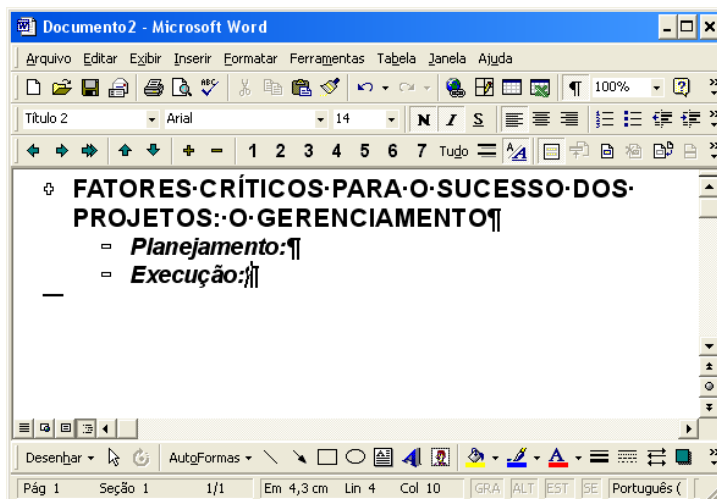 Documento2 - Microsoft Word
Arquivo Editar Exibir Inserir Formatar Ferramentas Tabela Janela Ajuda
ABC ¶ 100%
Título 2 Arial 14 N I S
1 2 3 4 5 6 7 Tudo
FATORES·CRÍTICOS·PARA·O·SUCESSO·DOS·
PROJETOS:·O·GERENCIAMENTO¶
Planejamento:¶
Execução:¶
Desenhar AutoFormas
Pág 1 Seção 1 1/1 Em 4,3 cm Lin 4 Col 10 GRA ALT EST SE Português (